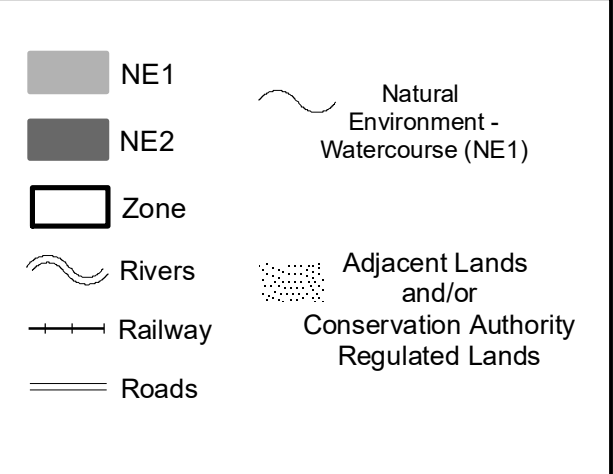 NE1
NE2
Zone
Rivers
Railway
Roads
Natural
Environment -
Watercourse (NE1)
Adjacent Lands
and/or
Conservation Authority
Regulated Lands